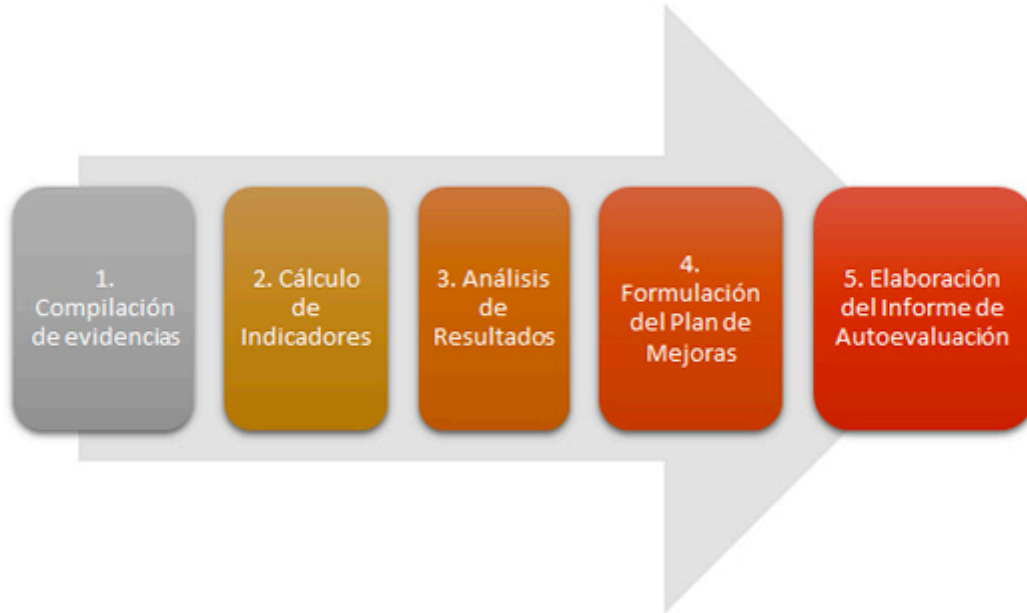 1.
Compilación
de evidencias
2. Cálculo
de
Indicadores
3. Análisis
de
Resultados
4.
Formulación
del Plan de
Mejoras
5. Elaboración
del Informe de
Autoevaluación